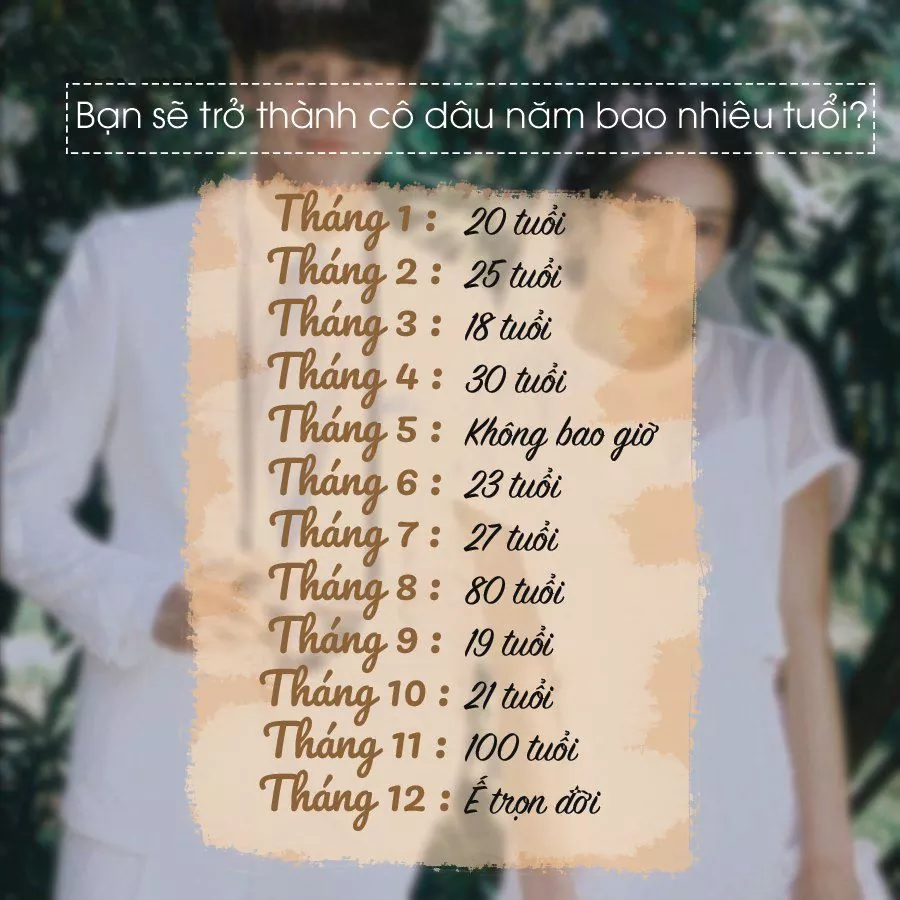 Bạn sẽ trở thành cô dâu năm bao nhiêu tuổi?
Tháng 1 : 20 tuổi
Tháng 2 : 25 tuổi
Tháng 3 : 18 tuổi
Tháng 4 : 30 tuổi
Tháng 5 : Không bao giờ
Tháng 6 : 23 tuổi
Tháng 7 : 27 tuổi
Tháng 8 : 80 tuổi
Tháng 9 : 19 tuổi
Tháng 10 : 21 tuổi
Tháng 11 : 100 tuổi
Tháng 12 : Ế trọn đời